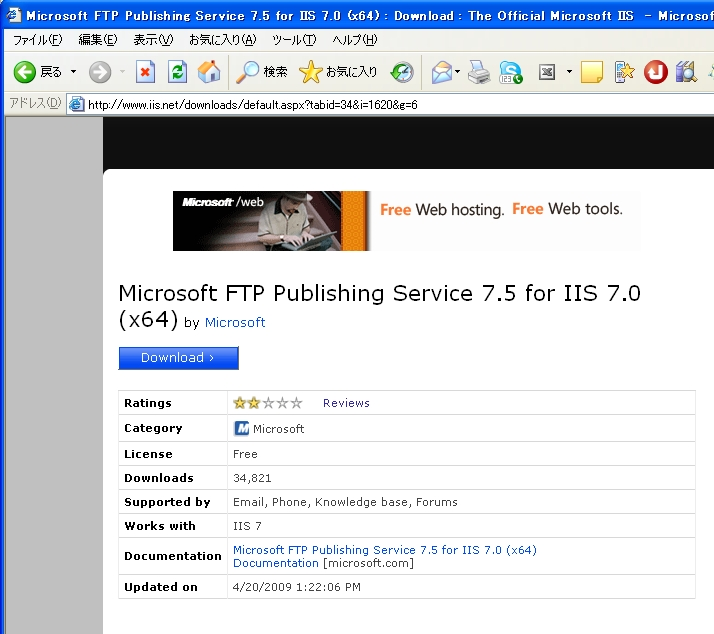 Microsoft FTP Publishing Service 7.5 for IIS 7.0 (x64) : Download : The Official Microsoft IIS - Microsof
ファイル(F) 編集(E) 表示(V) お気に入り(A) ツール(T) ヘルプ(H)
戻る 検索 お気に入り
アドレス(D) http://www.iis.net/downloads/default.aspx?tabid=34&i=1620&g=6
Microsoft /web Free Web hosting. Free Web tools.
Microsoft FTP Publishing Service 7.5 for IIS 7.0
(x64) by Microsoft
Download ›
Ratings Reviews
Category M Microsoft
License Free
Downloads 34,821
Supported by Email, Phone, Knowledge base, Forums
Works with IIS 7
Documentation Microsoft FTP Publishing Service 7.5 for IIS 7.0 (x64)
Documentation [microsoft.com]
Updated on 4/20/2009 1:22:06 PM